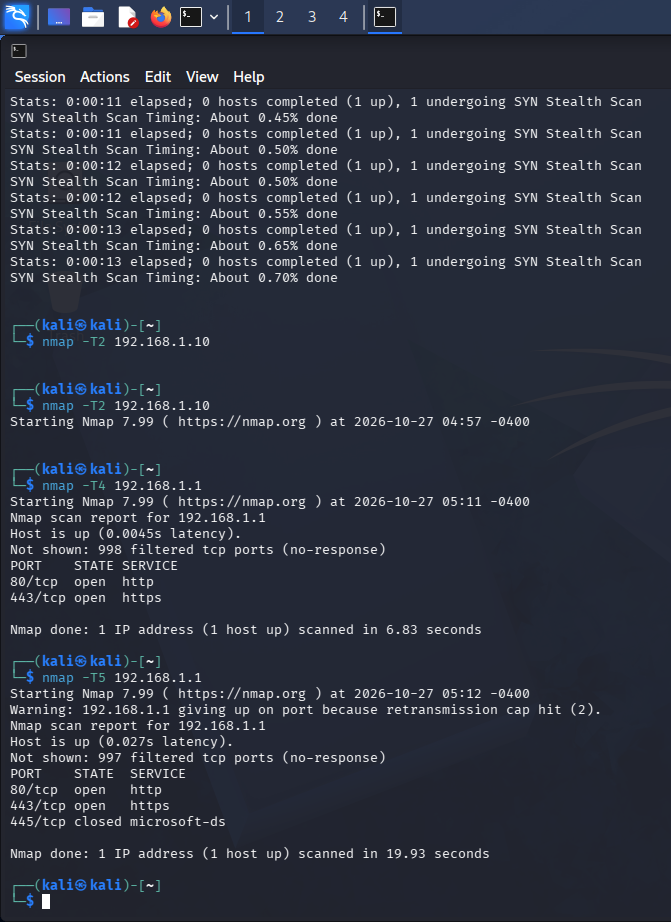 1 2 3 4
Session Actions Edit View Help
Stats: 0:00:11 elapsed; 0 hosts completed (1 up), 1 undergoing SYN Stealth Scan
SYN Stealth Scan Timing: About 0.45% done
Stats: 0:00:11 elapsed; 0 hosts completed (1 up), 1 undergoing SYN Stealth Scan
SYN Stealth Scan Timing: About 0.50% done
Stats: 0:00:12 elapsed; 0 hosts completed (1 up), 1 undergoing SYN Stealth Scan
SYN Stealth Scan Timing: About 0.50% done
Stats: 0:00:12 elapsed; 0 hosts completed (1 up), 1 undergoing SYN Stealth Scan
SYN Stealth Scan Timing: About 0.55% done
Stats: 0:00:13 elapsed; 0 hosts completed (1 up), 1 undergoing SYN Stealth Scan
SYN Stealth Scan Timing: About 0.65% done
Stats: 0:00:13 elapsed; 0 hosts completed (1 up), 1 undergoing SYN Stealth Scan
SYN Stealth Scan Timing: About 0.70% done
┌──(kali㉿kali)-[~]
└─$ nmap -T2 192.168.1.10
┌──(kali㉿kali)-[~]
└─$ nmap -T2 192.168.1.10
Starting Nmap 7.99 ( https://nmap.org ) at 2026-10-27 04:57 -0400
┌──(kali㉿kali)-[~]
└─$ nmap -T4 192.168.1.1
Starting Nmap 7.99 ( https://nmap.org ) at 2026-10-27 05:11 -0400
Nmap scan report for 192.168.1.1
Host is up (0.0045s latency).
Not shown: 998 filtered tcp ports (no-response)
PORT    STATE SERVICE
80/tcp  open  http
443/tcp open  https
Nmap done: 1 IP address (1 host up) scanned in 6.83 seconds
┌──(kali㉿kali)-[~]
└─$ nmap -T5 192.168.1.1
Starting Nmap 7.99 ( https://nmap.org ) at 2026-10-27 05:12 -0400
Warning: 192.168.1.1 giving up on port because retransmission cap hit (2).
Nmap scan report for 192.168.1.1
Host is up (0.027s latency).
Not shown: 997 filtered tcp ports (no-response)
PORT    STATE  SERVICE
80/tcp  open   http
443/tcp open   https
445/tcp closed microsoft-ds
Nmap done: 1 IP address (1 host up) scanned in 19.93 seconds
┌──(kali㉿kali)-[~]
└─$